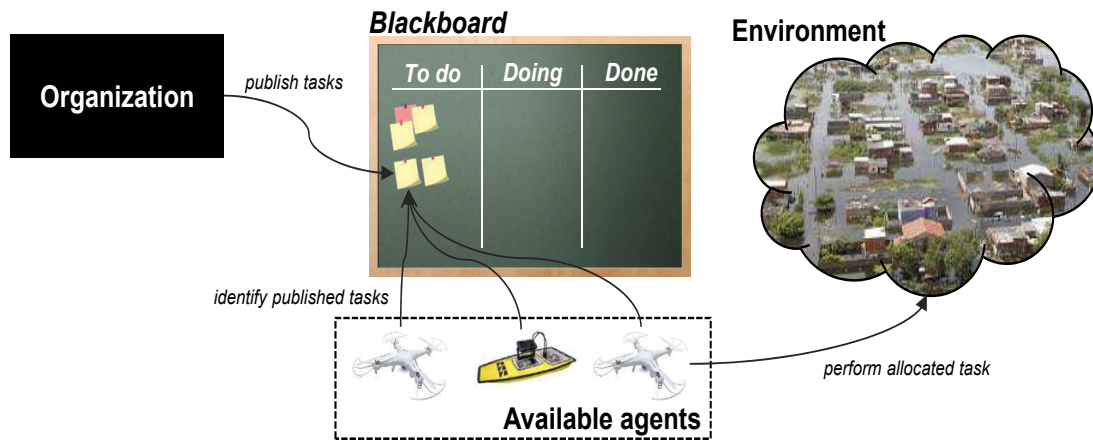 Blackboard
Environment
To do
Doing
Done
Organization
publish tasks
identify published tasks
perform allocated task
Available agents